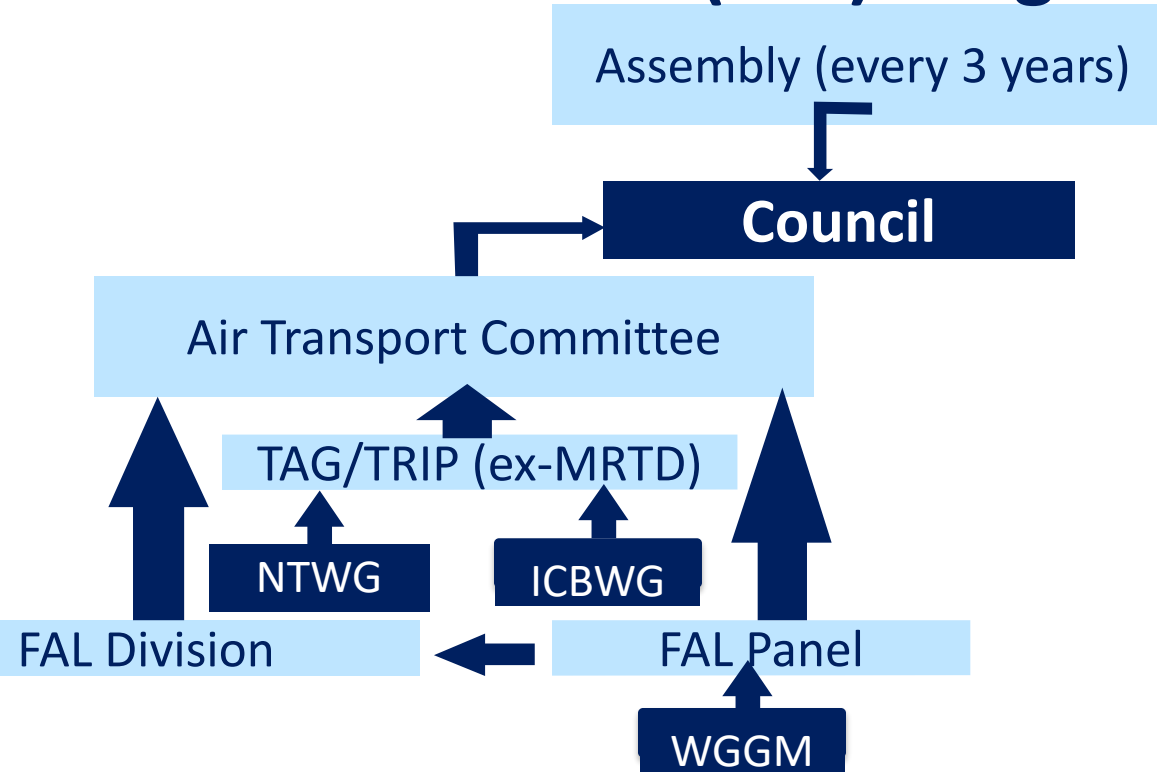 Assembly (every 3 years)
Council
Air Transport Committee
TAG/TRIP (ex-MRTD)
NTWG
ICBWG
FAL Division
FAL Panel
WGGM